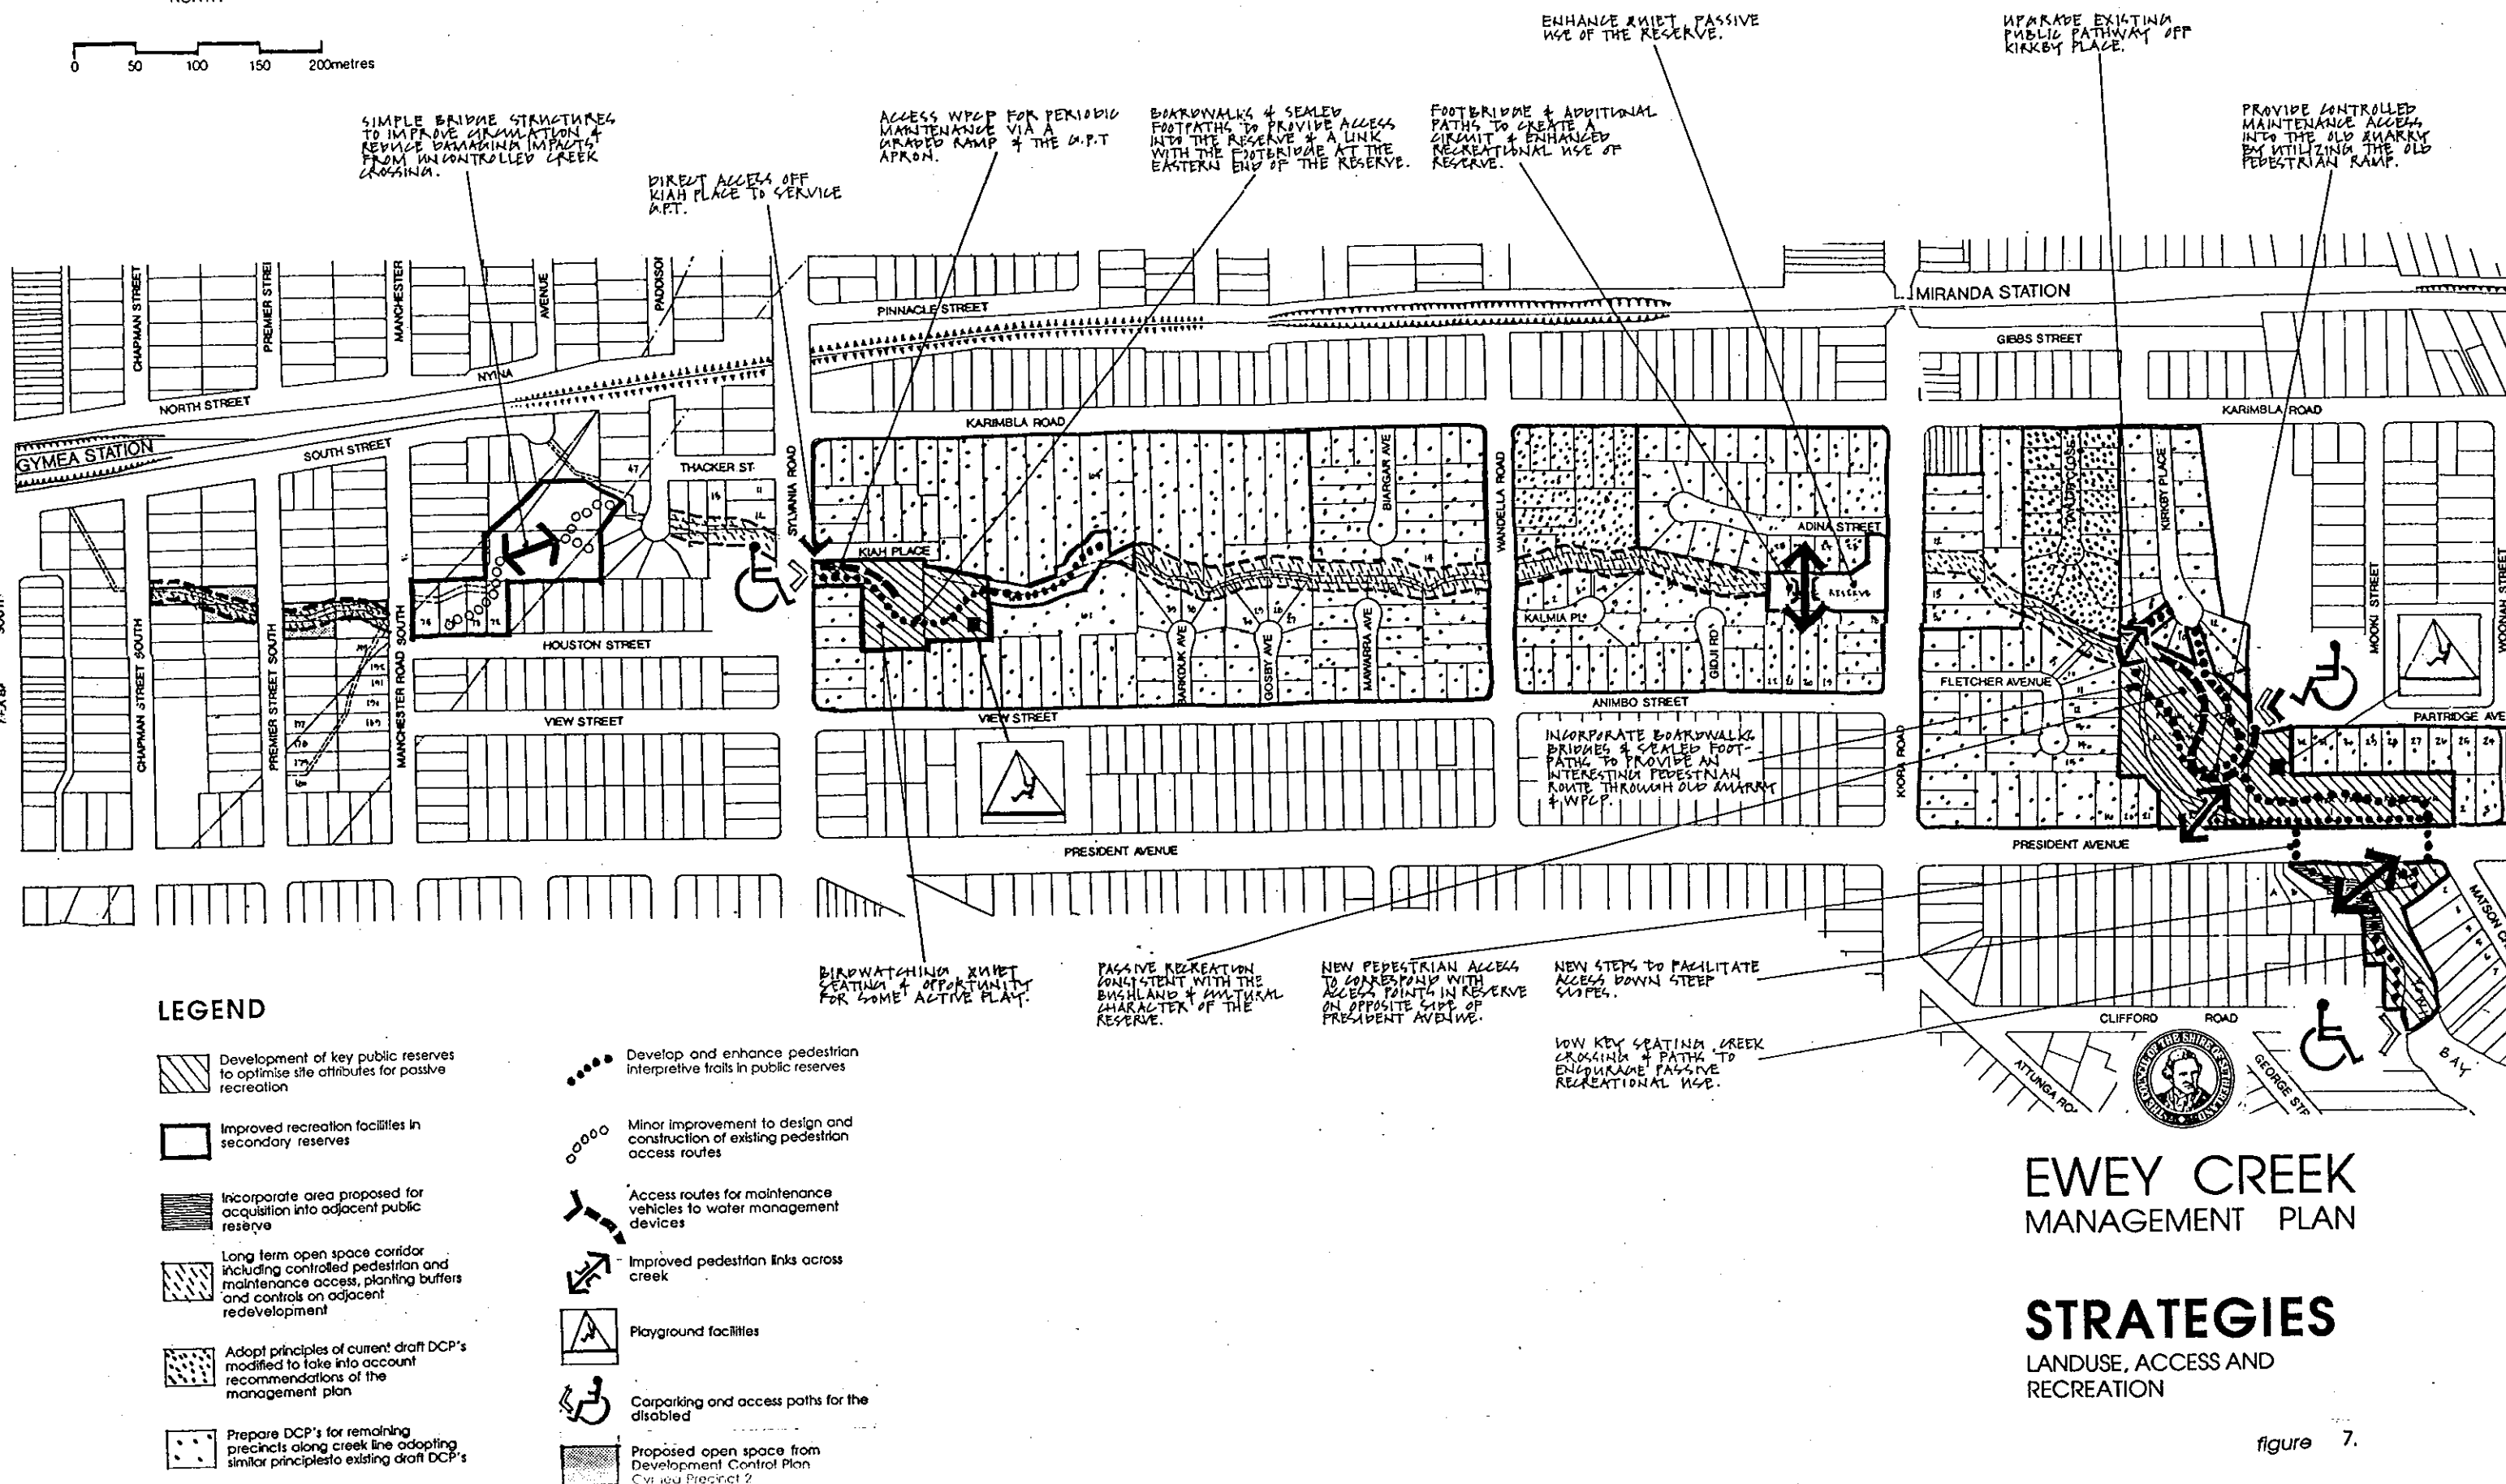 0 50 100 150 200metres
ENHANCE QUIET, PASSIVE
USE OF THE RESERVE.
UPGRADE EXISTING
PUBLIC PATHWAY OFF
KIRKBY PLACE.
SIMPLE BRIDGE STRUCTURES
TO IMPROVE CIRCULATION &
REDUCE DAMAGING IMPACTS
FROM UNCONTROLLED CREEK
CROSSING.
DIRECT ACCESS OFF
KIAH PLACE TO SERVICE
G.P.T.
ACCESS WPCP FOR PERIODIC
MAINTENANCE VIA A
GRADED RAMP & THE G.P.T
APRON.
BOARDWALKS & SEALED
FOOTPATHS TO PROVIDE ACCESS
INTO THE RESERVE & A LINK
WITH THE FOOTBRIDGE AT THE
EASTERN END OF THE RESERVE.
FOOTBRIDGE & ADDITIONAL
PATHS TO CREATE A
CIRCUIT & ENHANCED
RECREATIONAL USE OF
RESERVE.
PROVIDE CONTROLLED
MAINTENANCE ACCESS
INTO THE OLD QUARRY
BY UTILIZING THE OLD
PEDESTRIAN RAMP.
CHAPMAN STREET
PREMIER STREE
MANCHESTER
AVENUE
PADDISON
PINNACLE STREET
MIRANDA STATION
GIBBS STREET
NYINA
NORTH STREET
SOUTH STREET
GYMEA STATION
KARIMBLA ROAD
KARIMBLA ROAD
THACKER ST.
SYLVANIA ROAD
KIAH PLACE
BIARGAR AVE
WANDELLA ROAD
ADINA STREET
RESERVE
KIRKBY PLACE
MOOKI STREET
WOONAH STREET
KALMIA PL.
GIDJI RD
BARKOUK AVE
GOSBY AVE
MAWARRA AVE
HOUSTON STREET
VIEW STREET
VIEW STREET
ANIMBO STREET
FLETCHER AVENUE
PARTRIDGE AVE
CHAPMAN STREET SOUTH
PREMIER STREET SOUTH
MANCHESTER ROAD SOUTH
KIORA ROAD
INCORPORATE BOARDWALKS
BRIDGES & SEALED FOOT-
PATHS TO PROVIDE AN
INTERESTING PEDESTRIAN
ROUTE THROUGH OLD QUARRY
& WPCP.
PRESIDENT AVENUE
PRESIDENT AVENUE
BIRDWATCHING, QUIET
SEATING & OPPORTUNITY
FOR SOME ACTIVE PLAY.
PASSIVE RECREATION
CONSISTENT WITH THE
BUSHLAND & CULTURAL
CHARACTER OF THE
RESERVE.
NEW PEDESTRIAN ACCESS
TO CORRESPOND WITH
ACCESS POINTS IN RESERVE
ON OPPOSITE SIDE OF
PRESIDENT AVENUE.
NEW STEPS TO FACILITATE
ACCESS DOWN STEEP
SLOPES.
LOW KEY SEATING, CREEK
CROSSING & PATHS TO
ENCOURAGE PASSIVE
RECREATIONAL USE.
CLIFFORD ROAD
GEORGE STR
BAY
LEGEND
Development of key public reserves
to optimise site attributes for passive
recreation
Improved recreation facilities in
secondary reserves
Incorporate area proposed for
acquisition into adjacent public
reserve
Long term open space corridor
including controlled pedestrian and
maintenance access, planting buffers
and controls on adjacent
redevelopment
Adopt principles of current draft DCP's
modified to take into account
recommendations of the
management plan
Prepare DCP's for remaining
precincts along creek line adopting
similar principlesto existing draft DCP's
Develop and enhance pedestrian
interpretive trails in public reserves
Minor improvement to design and
construction of existing pedestrian
access routes
Access routes for maintenance
vehicles to water management
devices
Improved pedestrian links across
creek
Playground facilities
Carparking and access paths for the
disabled
Proposed open space from
Development Control Plan
Precinct 2
EWEY CREEK
MANAGEMENT PLAN
STRATEGIES
LANDUSE, ACCESS AND
RECREATION
figure 7.